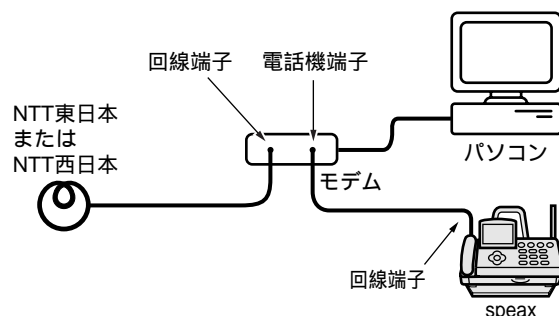 回線端子
電話機端子
NTT東日本
または
NTT西日本
モデム
パソコン
回線端子
speax